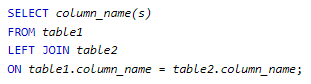 SELECT column_name(s)
FROM table1
LEFT JOIN table2
ON table1.column_name = table2.column_name;